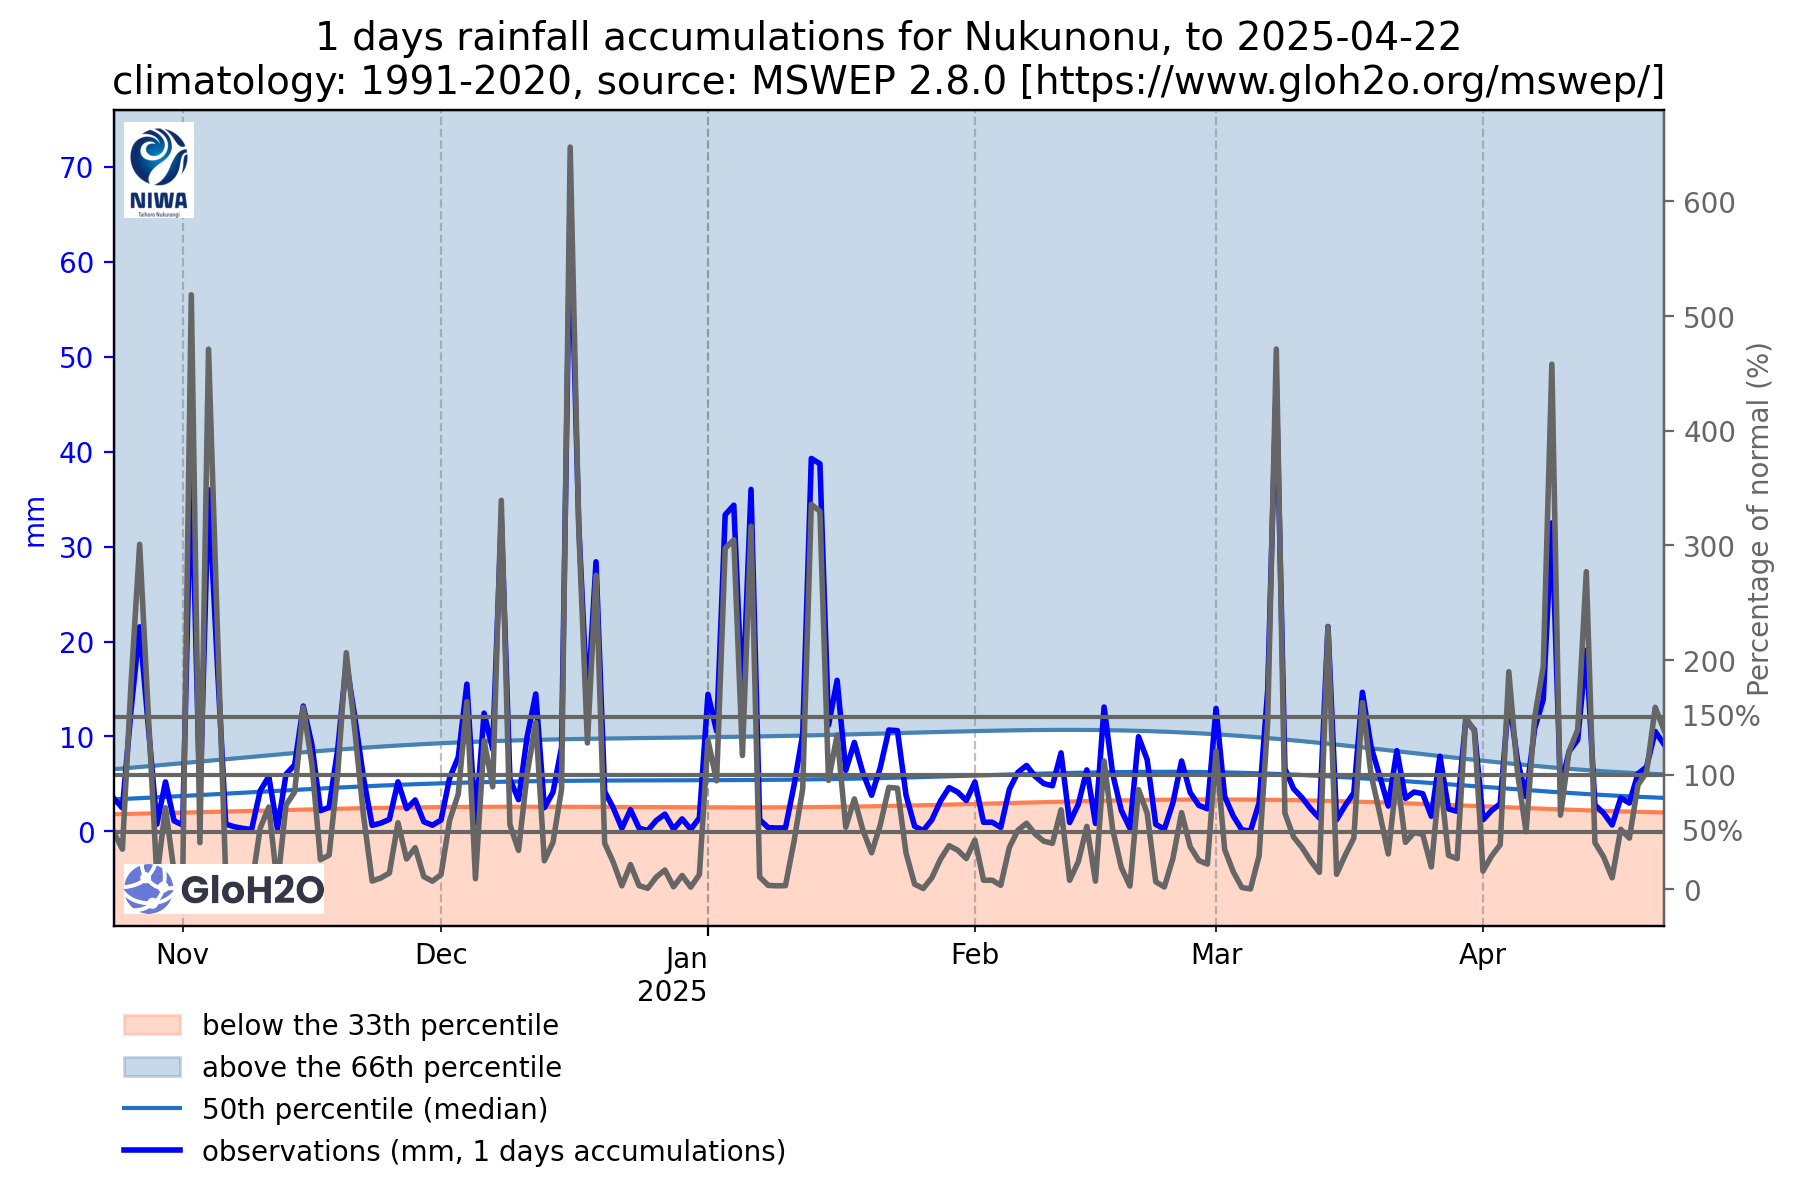 1 days rainfall accumulations for Nukunonu, to 2025-04-22
climatology: 1991-2020, source: MSWEP 2.8.0 [https://www.gloh2o.org/mswep/]
NIWA
Taihoro Nukurangi
70
60
50
40
30
20
10
0
mm
600
500
400
300
200
150%
100
50%
0
Percentage of normal (%)
GloH2O
Nov
Dec
Jan
2025
Feb
Mar
Apr
below the 33th percentile
above the 66th percentile
50th percentile (median)
observations (mm, 1 days accumulations)